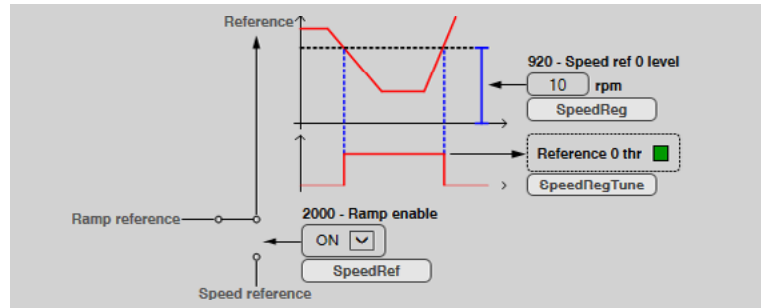 Reference
920 - Speed ref 0 level
10 rpm
SpeedReg
Reference 0 thr
SpeedRegTune
Ramp reference
2000 - Ramp enable
ON
SpeedRef
Speed reference